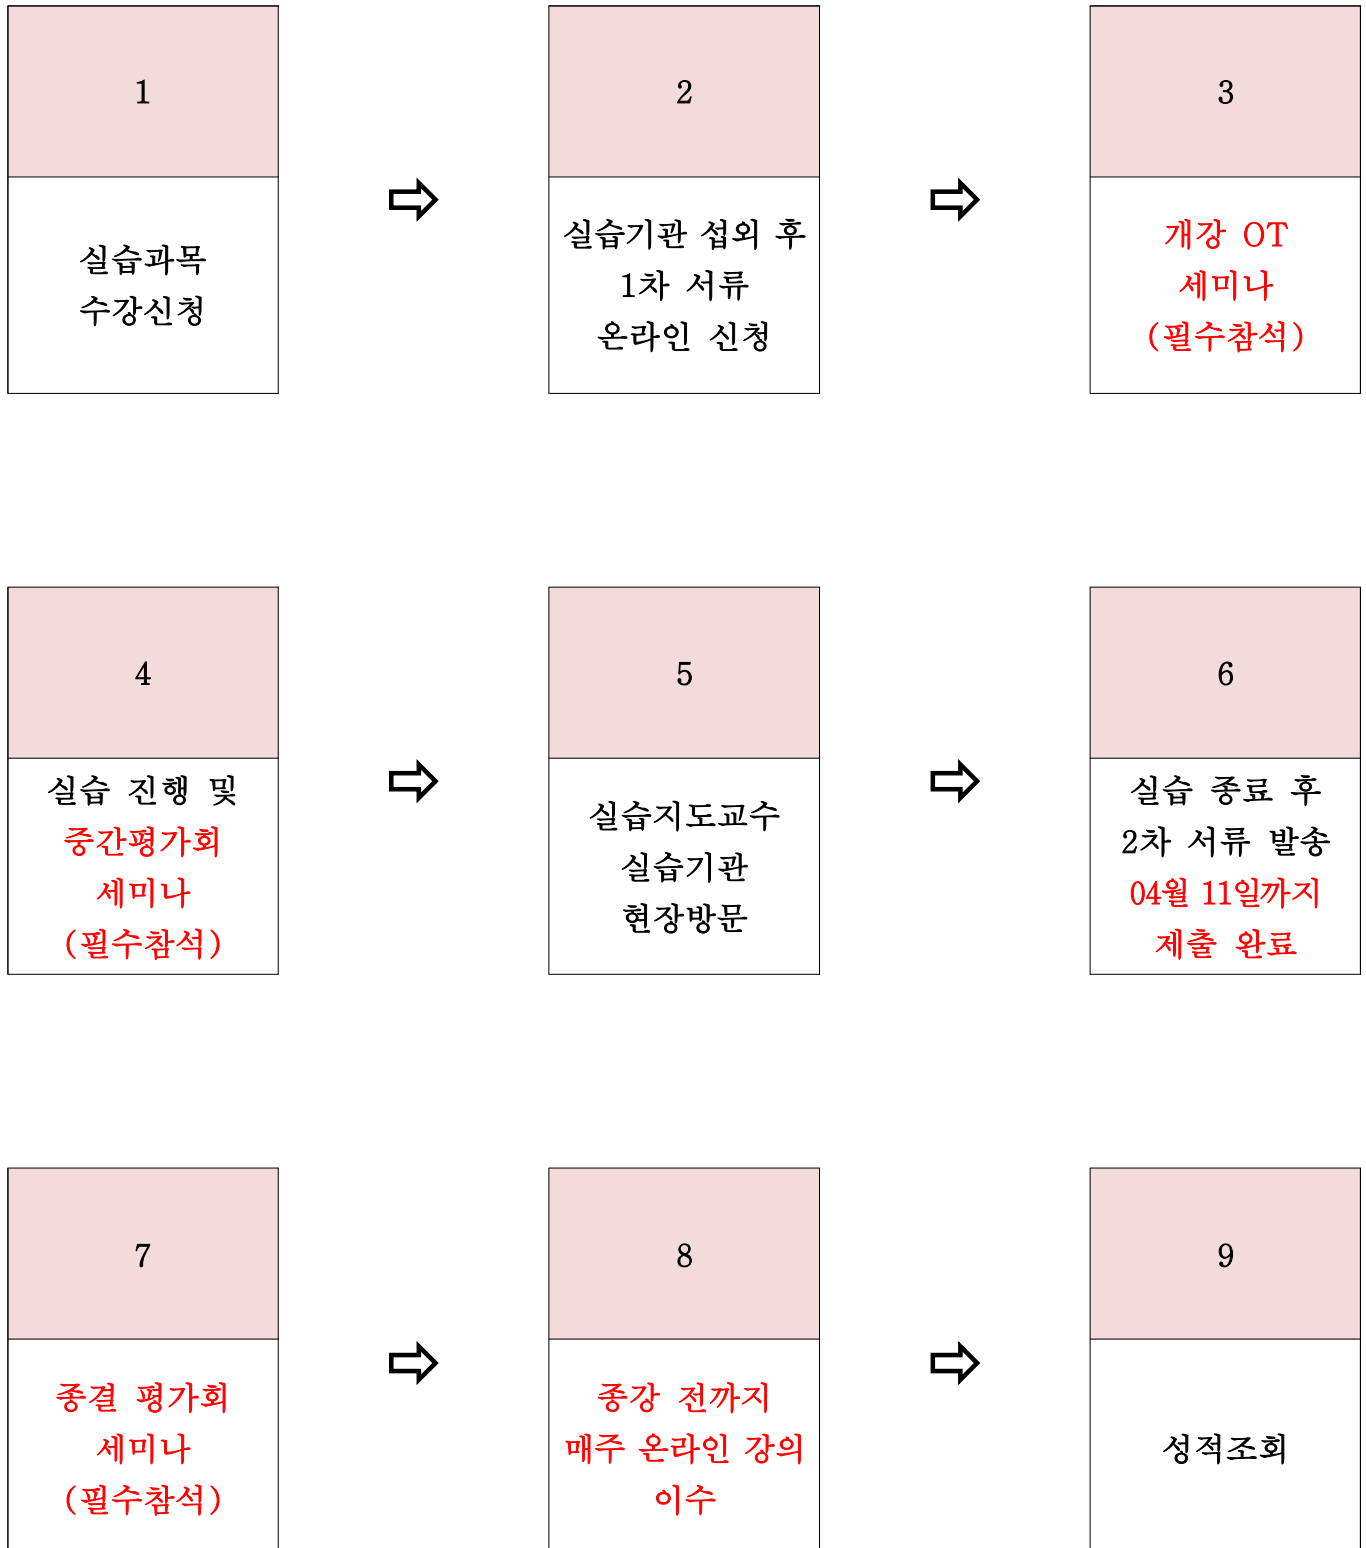 1
실습과목
수강신청
⇨
2
실습기관 섭외 후
1차 서류
온라인 신청
⇨
3
개강 OT
세미나
(필수참석)
4
실습 진행 및
중간평가회
세미나
(필수참석)
⇨
5
실습지도교수
실습기관
현장방문
⇨
6
실습 종료 후
2차 서류 발송
04월 11일까지
제출 완료
7
종결 평가회
세미나
(필수참석)
⇨
8
종강 전까지
매주 온라인 강의
이수
⇨
9
성적조회